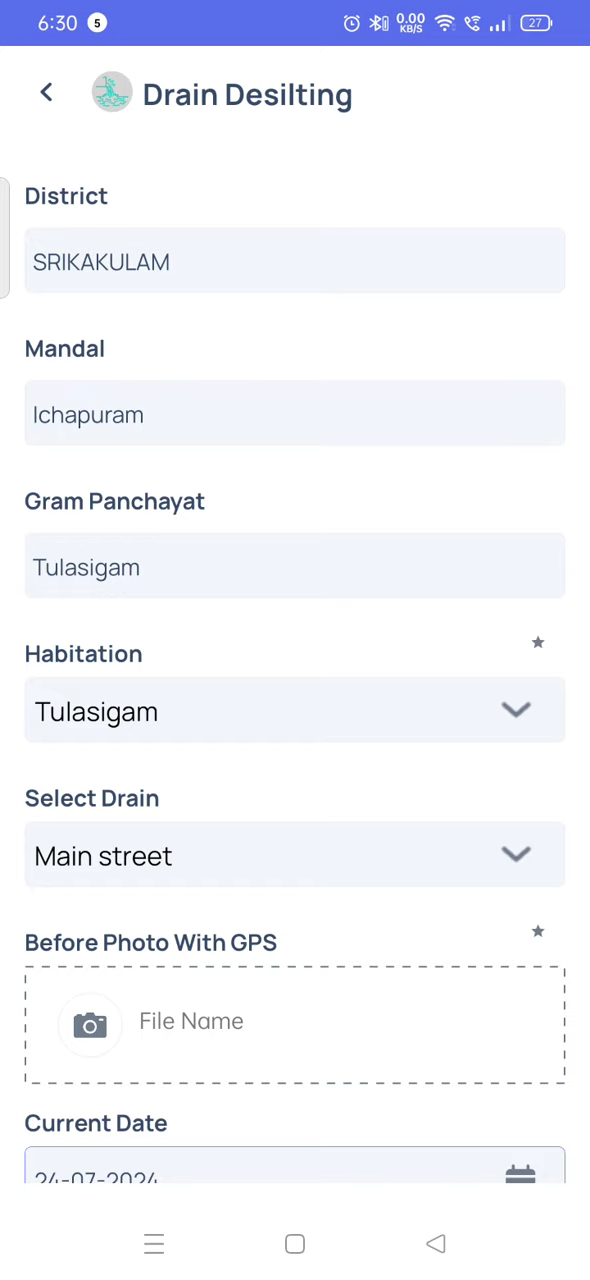 6:30 5 0.00 KB/S 27
Drain Desilting
District
SRIKAKULAM
Mandal
Ichapuram
Gram Panchayat
Tulasigam
Habitation
Tulasigam
Select Drain
Main street
Before Photo With GPS
File Name
Current Date
24-07-2024